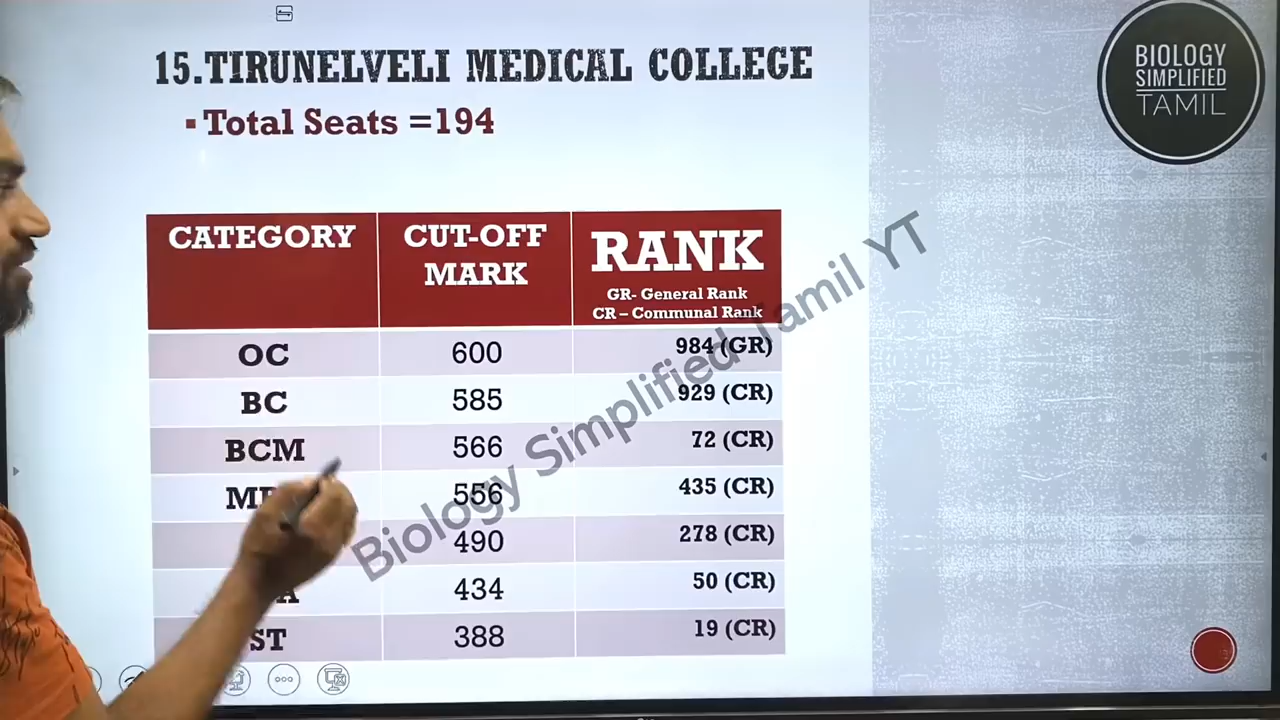 15.TIRUNELVELI MEDICAL COLLEGE
▪ Total Seats =194
BIOLOGY
SIMPLIFIED
TAMIL
CATEGORY CUT-OFF MARK RANK
GR- General Rank
CR – Communal Rank
OC 600 984 (GR)
BC 585 929 (CR)
BCM 566 72 (CR)
556 435 (CR)
490 278 (CR)
434 50 (CR)
ST 388 19 (CR)
Biology Simplified Tamil YT